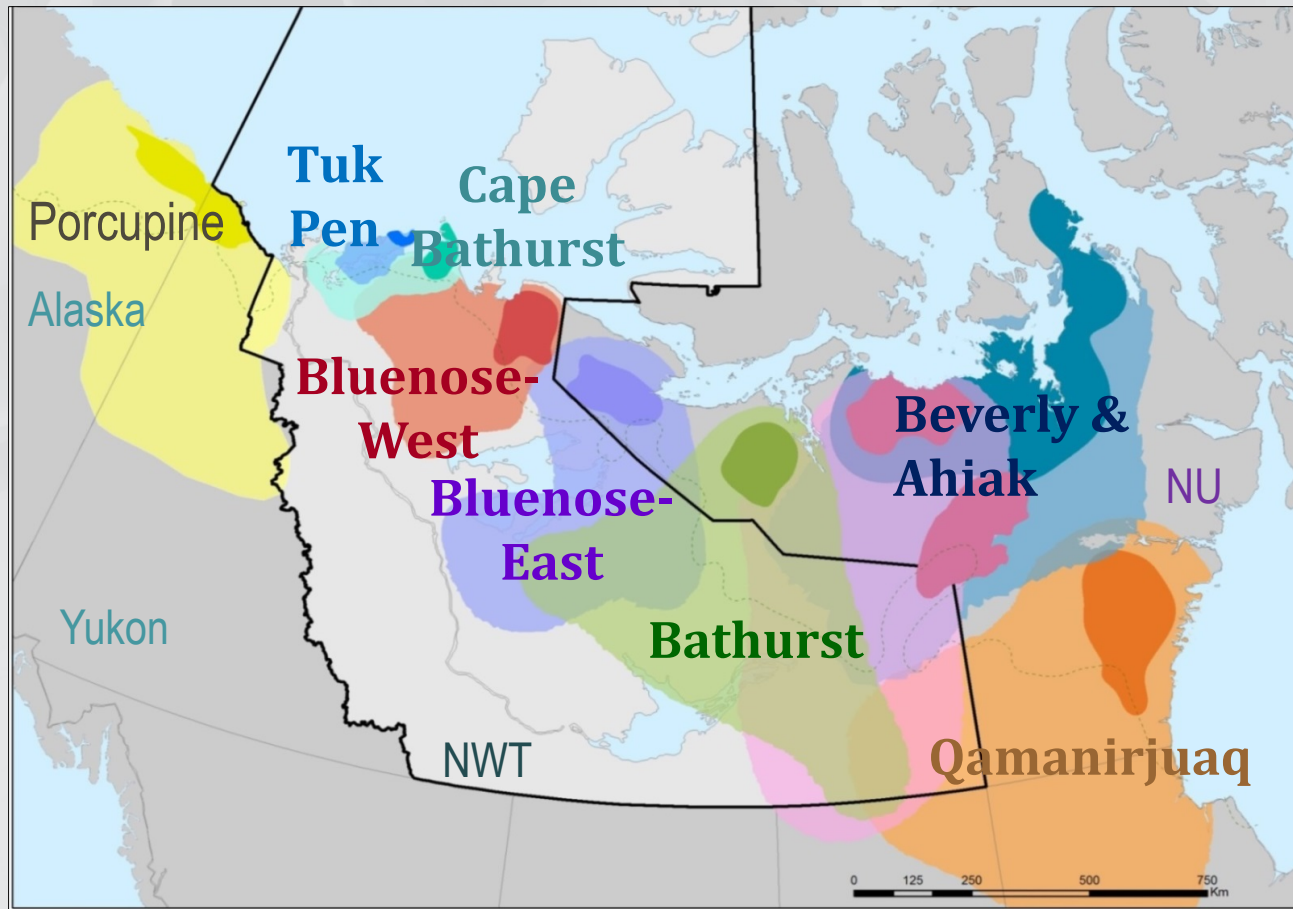 Tuk
Pen
Cape
Bathurst
Porcupine
Alaska
Bluenose-
West
Beverly &
Ahiak
NU
Bluenose-
East
Yukon
Bathurst
NWT
Qamanirjuaq
0 125 250 500 750
Km